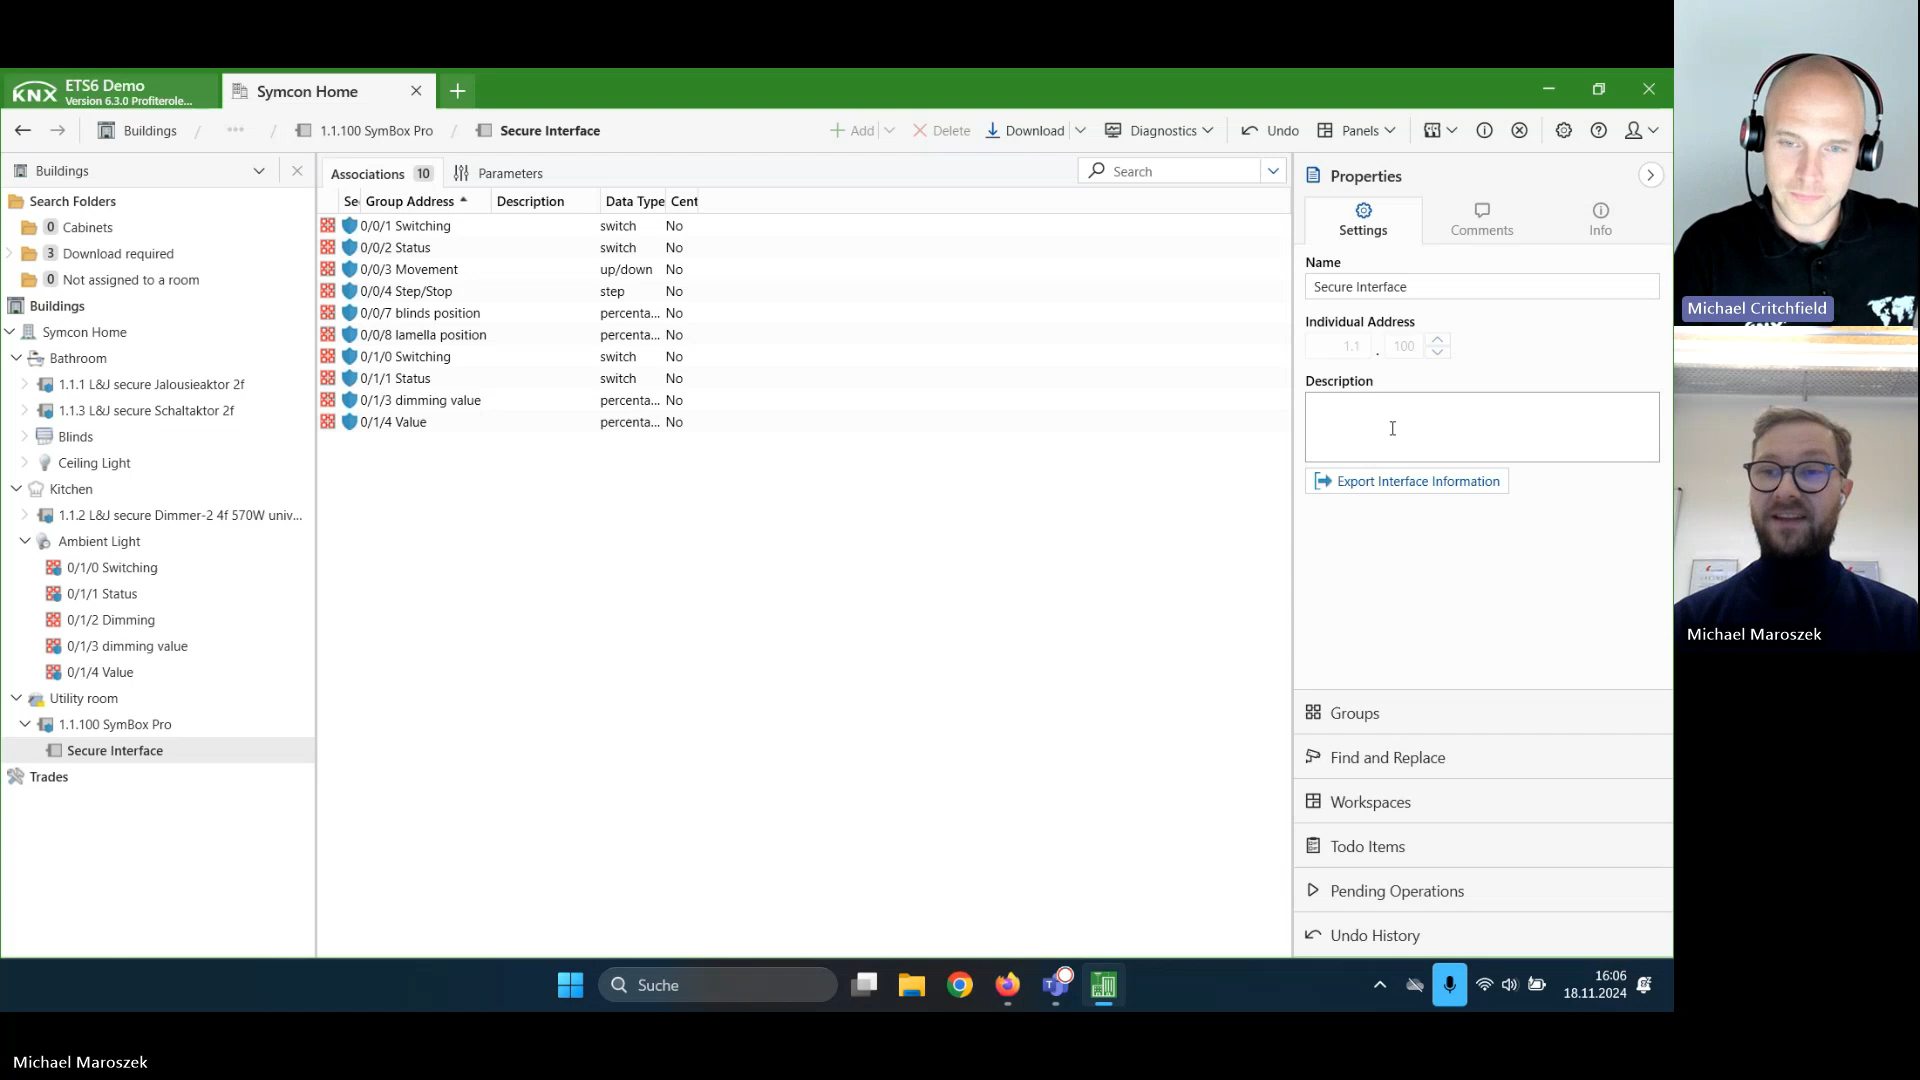 KNX
ETS6 Demo
Version 6.3.0 Profiterole...
Symcon Home
Buildings / ... / 1.1.100 SymBox Pro / Secure Interface
Add
Delete
Download
Diagnostics
Undo
Panels
Buildings
Search Folders
0 Cabinets
3 Download required
0 Not assigned to a room
Buildings
Symcon Home
Bathroom
1.1.1 L&J secure Jalousieaktor 2f
1.1.3 L&J secure Schaltaktor 2f
Blinds
Ceiling Light
Kitchen
1.1.2 L&J secure Dimmer-2 4f 570W univ...
Ambient Light
0/1/0 Switching
0/1/1 Status
0/1/2 Dimming
0/1/3 dimming value
0/1/4 Value
Utility room
1.1.100 SymBox Pro
Secure Interface
Trades
Associations 10
Parameters
Search
Se Group Address Description Data Type Cent
0/0/1 Switching switch No
0/0/2 Status switch No
0/0/3 Movement up/down No
0/0/4 Step/Stop step No
0/0/7 blinds position percenta... No
0/0/8 lamella position percenta... No
0/1/0 Switching switch No
0/1/1 Status switch No
0/1/3 dimming value percenta... No
0/1/4 Value percenta... No
Properties
Settings
Comments
Info
Name
Secure Interface
Individual Address
1.1 . 100
Description
Export Interface Information
Groups
Find and Replace
Workspaces
Todo Items
Pending Operations
Undo History
Suche
16:06
18.11.2024
Michael Critchfield
Michael Maroszek
Michael Maroszek